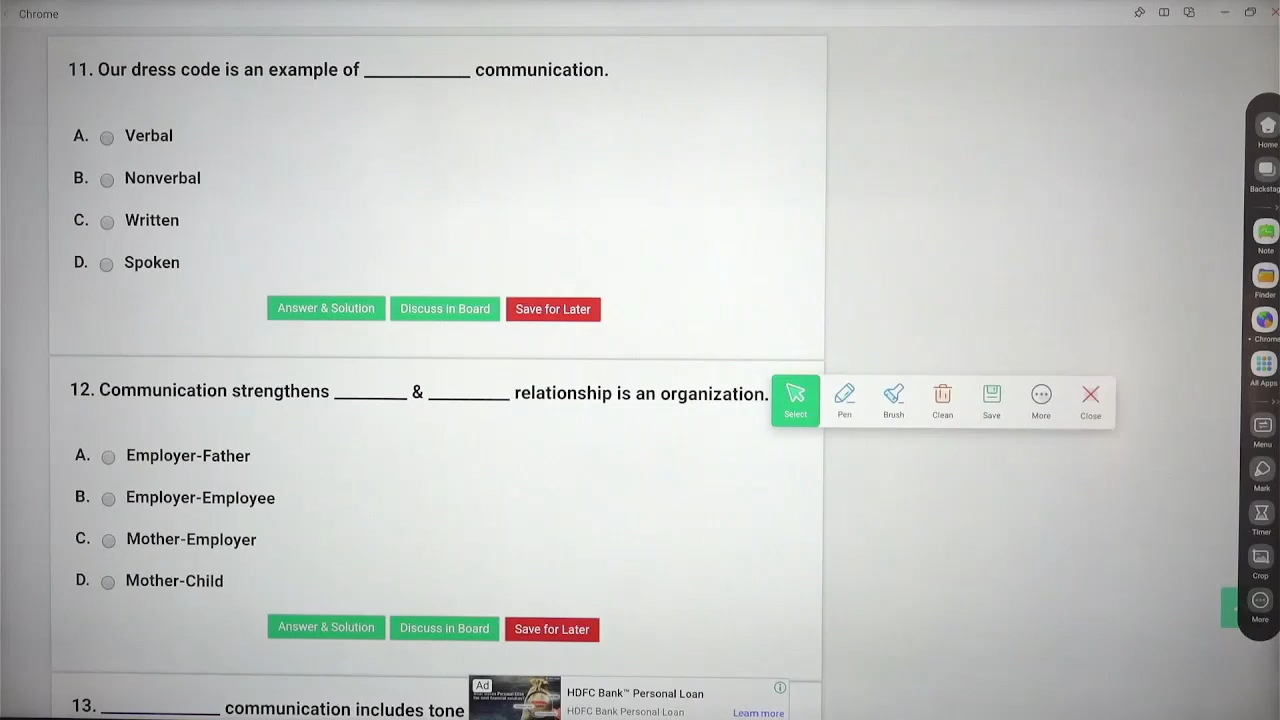 Chrome
11. Our dress code is an example of __________ communication.
A. Verbal
B. Nonverbal
C. Written
D. Spoken
Answer & Solution Discuss in Board Save for Later
12. Communication strengthens _______ & ________ relationship is an organization.
Select Pen Brush Clean Save More Close
A. Employer-Father
B. Employer-Employee
C. Mother-Employer
D. Mother-Child
Answer & Solution Discuss in Board Save for Later
13. ___________ communication includes tone
Ad
HDFC Bank™ Personal Loan
HDFC Bank Personal Loan
Learn more
Home
Backstag
Note
Finder
Chrome
All Apps
Menu
Mark
Timer
Crop
More